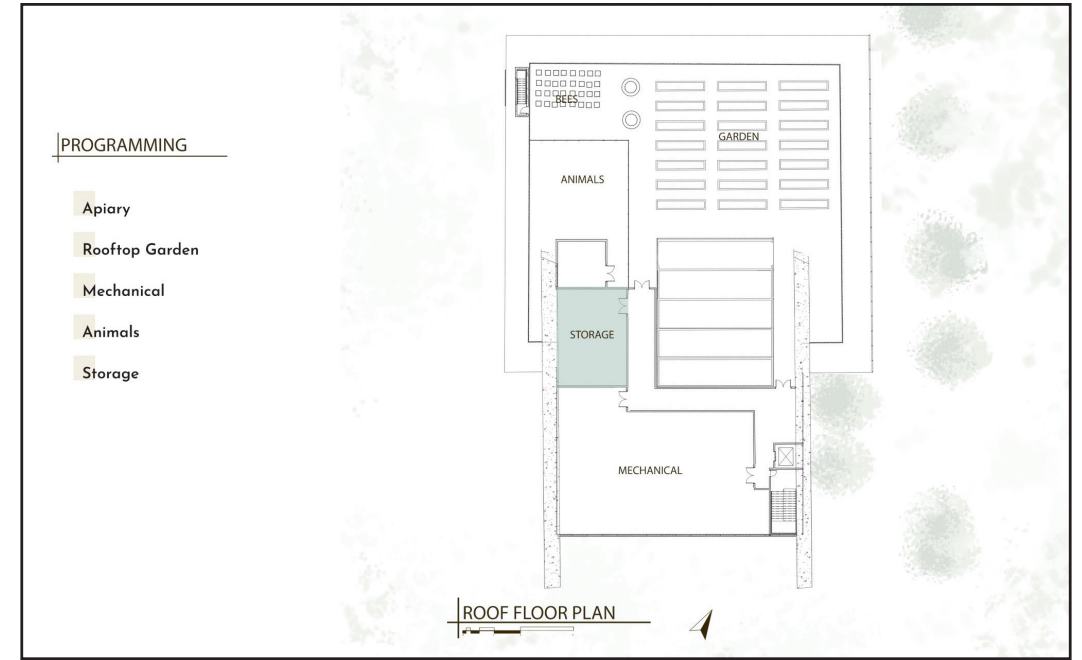 PROGRAMMING
Apiary
Rooftop Garden
Mechanical
Animals
Storage
BEES
GARDEN
ANIMALS
STORAGE
MECHANICAL
ROOF FLOOR PLAN